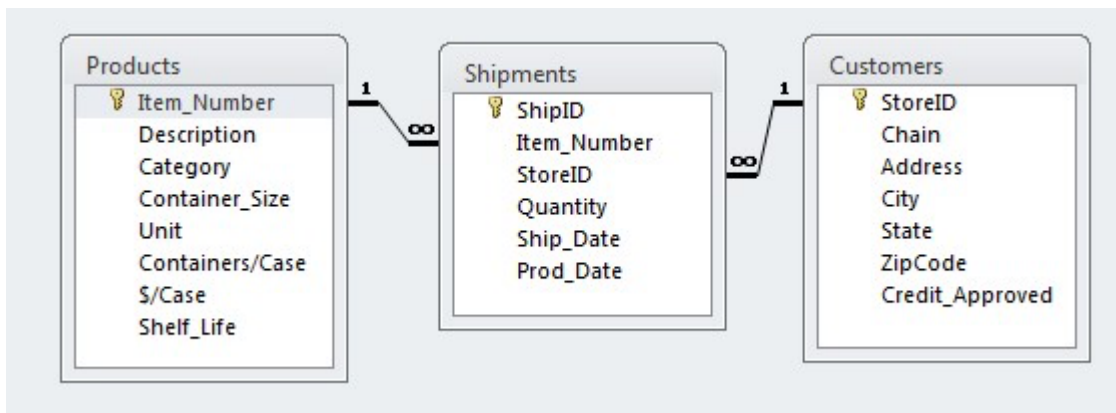 Products
Item_Number
Description
Category
Container_Size
Unit
Containers/Case
$/Case
Shelf_Life
1
∞
Shipments
ShipID
Item_Number
StoreID
Quantity
Ship_Date
Prod_Date
1
∞
Customers
StoreID
Chain
Address
City
State
ZipCode
Credit_Approved